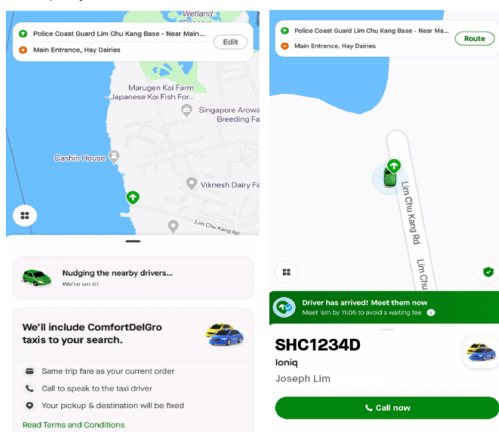 Wetland
Police Coast Guard Lim Chu Kang Base - Near Main...
Main Entrance, Hay Dairies
Edit
Marugen Koi Farm
Japanese Koi Fish For...
Singapore Arowa
Breeding Fa
Cashin House
Viknesh Dairy Fa
Lim Chu Kang Rd
Nudging the nearby drivers...
We're on it!
We'll include ComfortDelGro
taxis to your search.
Same trip fare as your current order
Call to speak to the taxi driver
Your pickup & destination will be fixed
Read Terms and Conditions
Police Coast Guard Lim Chu Kang Base - Near Ma...
Main Entrance, Hay Dairies
Route
Lim Chu Kang Rd
Lim Chu
Driver has arrived! Meet them now
Meet 'em by 11:05 to avoid a waiting fee
SHC1234D
Ioniq
Joseph Lim
Call now